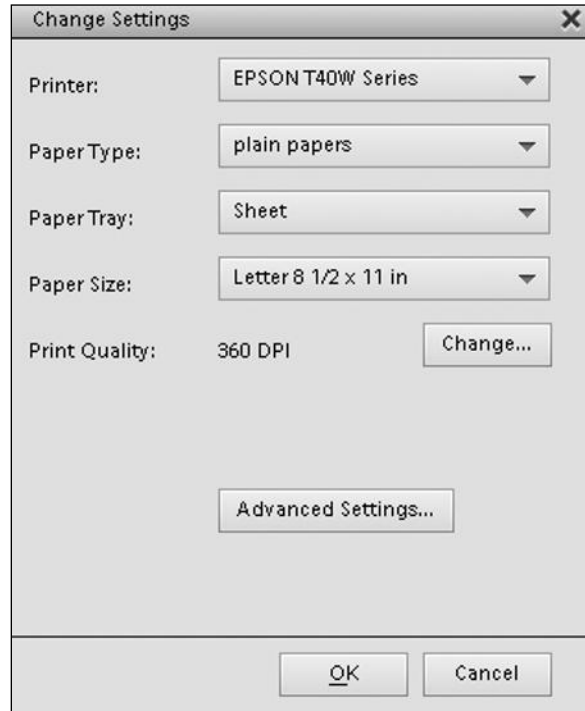 Change Settings
Printer: EPSON T40W Series
Paper Type: plain papers
Paper Tray: Sheet
Paper Size: Letter 8 1/2 x 11 in
Print Quality: 360 DPI Change...
Advanced Settings...
OK Cancel